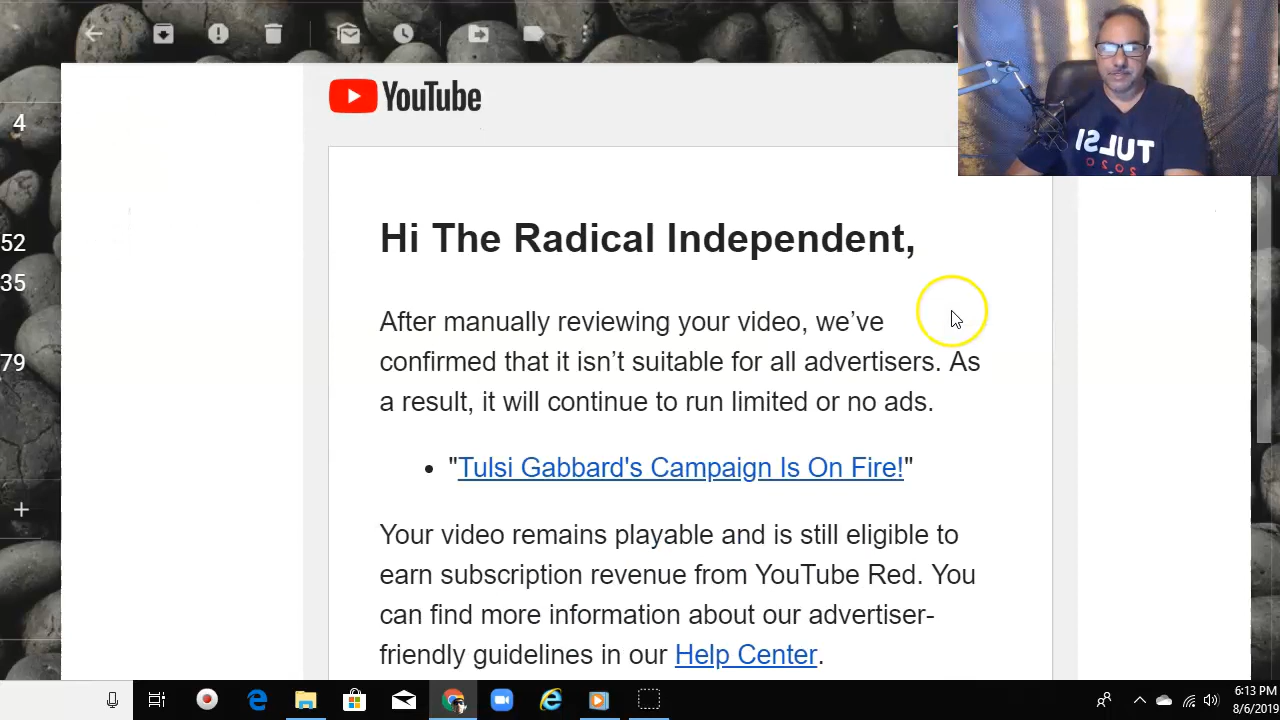 YouTube
Hi The Radical Independent,
After manually reviewing your video, we’ve
confirmed that it isn’t suitable for all advertisers. As
a result, it will continue to run limited or no ads.
• "Tulsi Gabbard's Campaign Is On Fire!"
Your video remains playable and is still eligible to
earn subscription revenue from YouTube Red. You
can find more information about our advertiser-
friendly guidelines in our Help Center.
4
52
35
79
TULSI
2020
6:13 PM
8/6/2019